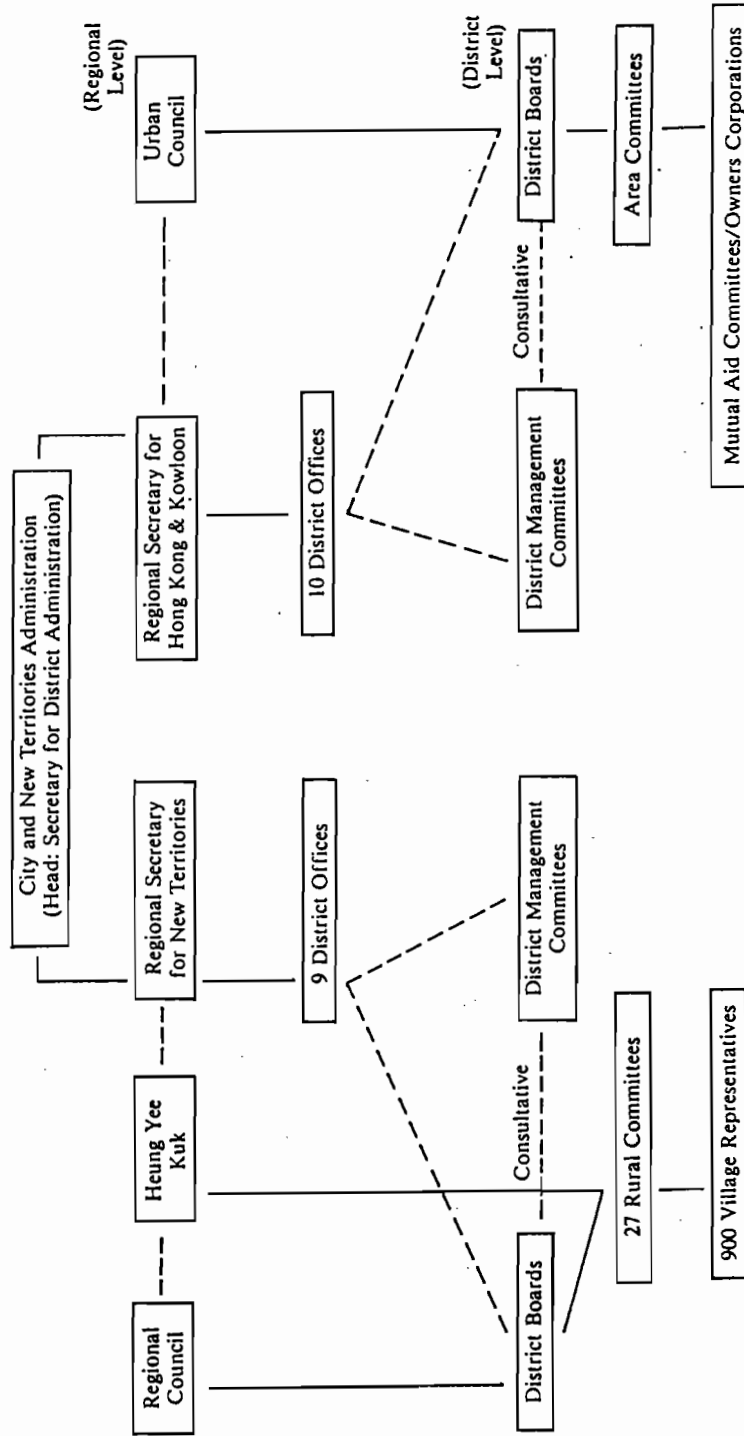 City and New Territories Administration
(Head: Secretary for District Administration)
(Regional
Level)
Regional
Council
Heung Yee
Kuk
Regional Secretary
for New Territories
Regional Secretary for
Hong Kong & Kowloon
Urban
Council
9 District Offices
10 District Offices
(District
Level)
District Boards
Consultative
District Management
Committees
District Management
Committees
Consultative
District Boards
27 Rural Committees
Area Committees
900 Village Representatives
Mutual Aid Committees/Owners Corporations